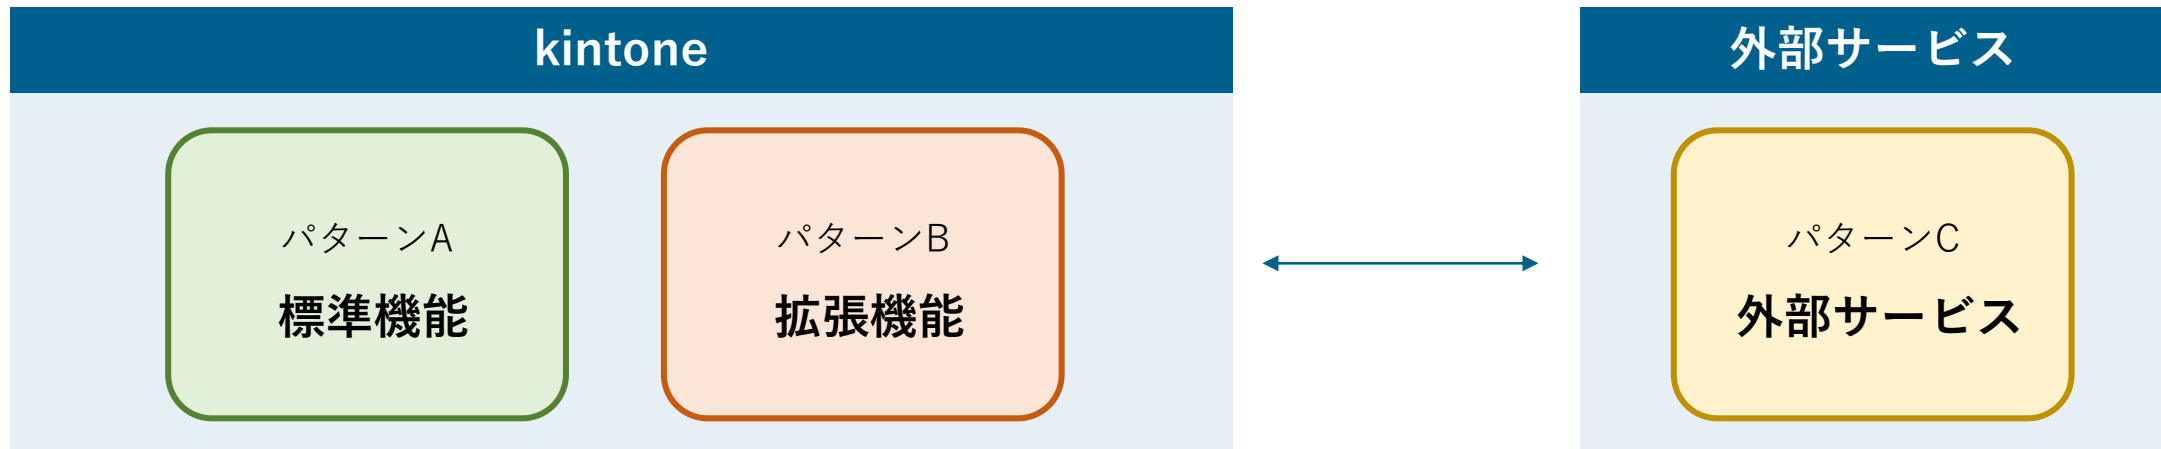 kintone
外部サービス
パターンA
標準機能
パターンB
拡張機能
パターンC
外部サービス